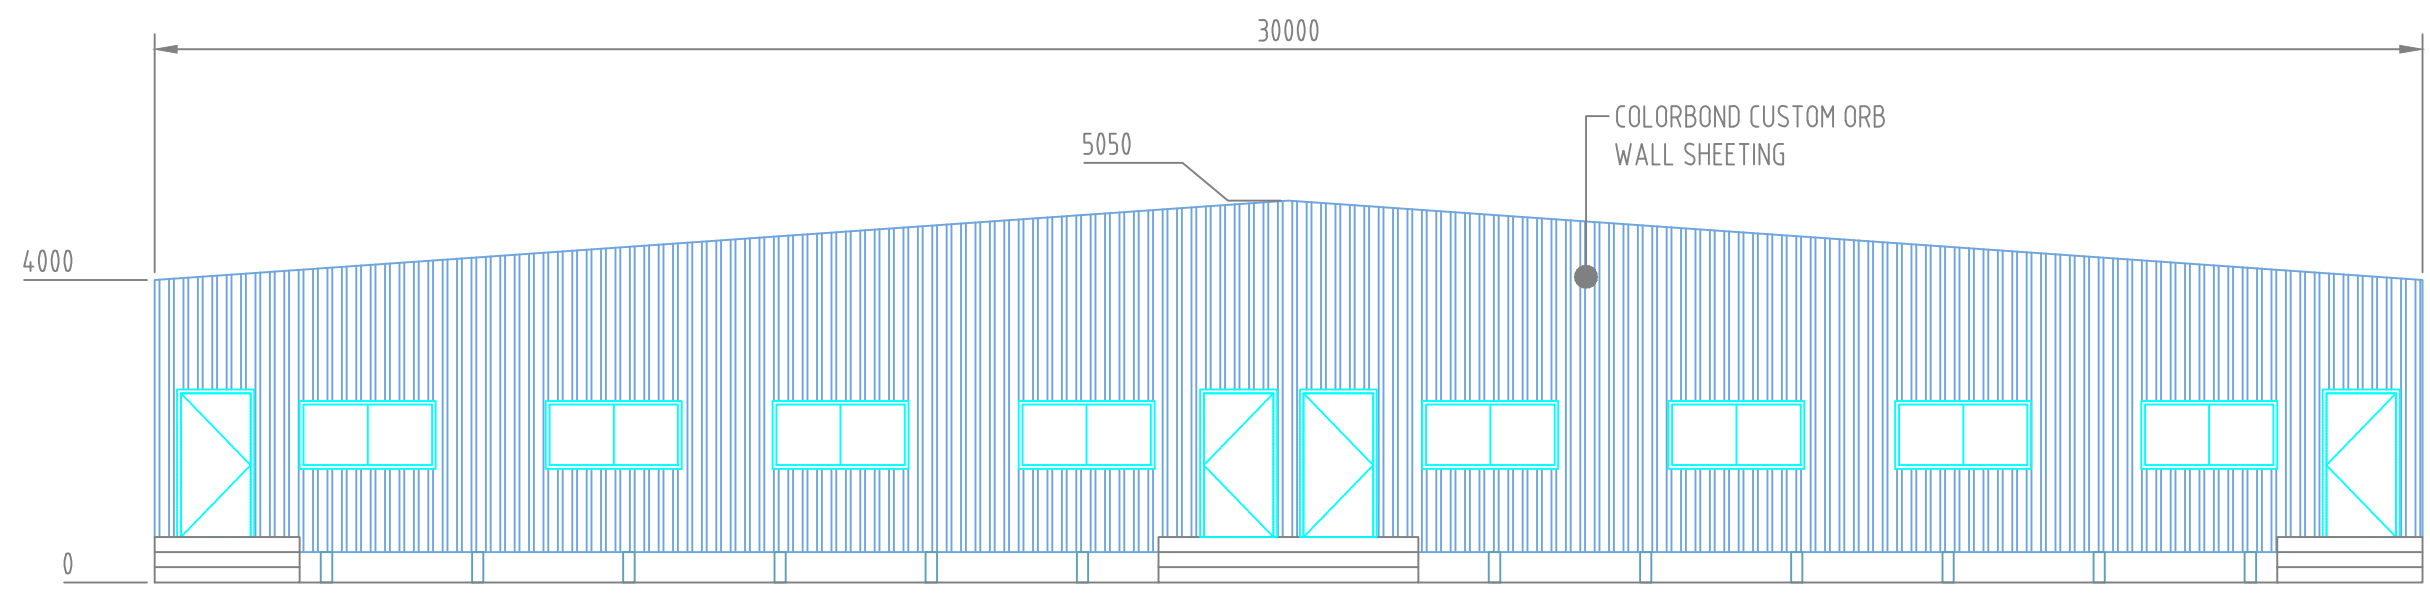 30000
COLORBOND CUSTOM ORB
WALL SHEETING
5050
4000
0